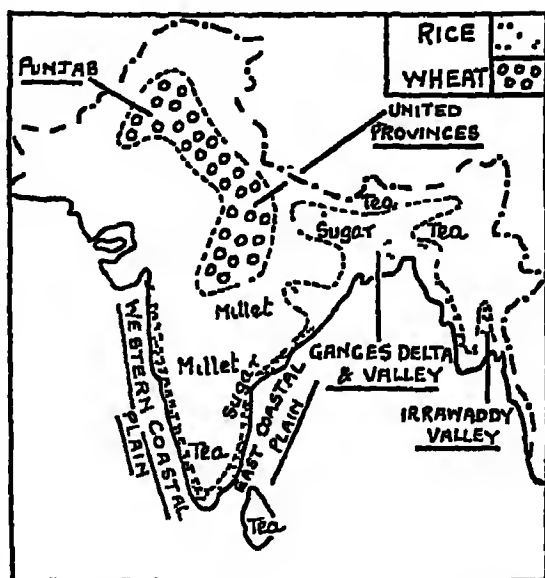 RICE
WHEAT
PUNJAB
UNITED
PROVINCES
Tea
Sugar
Tea
Millet
Millet
Sugar
GANGES DELTA
& VALLEY
IRRAWADDY
VALLEY
WESTERN COASTAL
PLAIN
EAST COASTAL
PLAIN
Tea
Tea